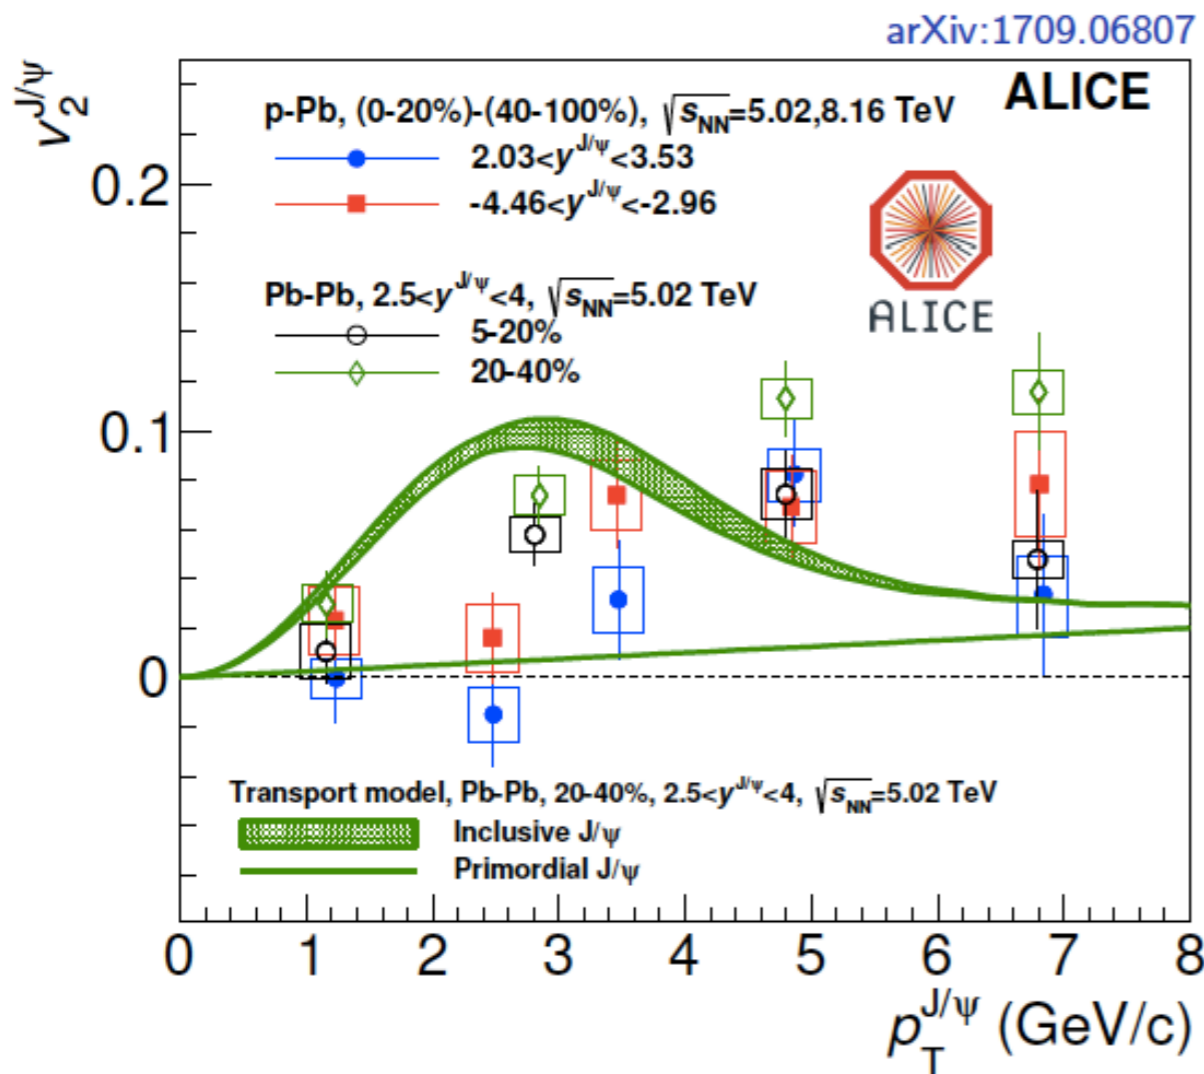 arXiv:1709.06807
ALICE
p-Pb, (0-20%)-(40-100%), √s_NN=5.02,8.16 TeV
2.03<y^J/ψ<3.53
-4.46<y^J/ψ<-2.96
Pb-Pb, 2.5<y^J/ψ<4, √s_NN=5.02 TeV
5-20%
20-40%
ALICE
v_2^J/ψ
0.2
0.1
0
Transport model, Pb-Pb, 20-40%, 2.5<y^J/ψ<4, √s_NN=5.02 TeV
Inclusive J/ψ
Primordial J/ψ
0 1 2 3 4 5 6 7 8
p_T^J/ψ (GeV/c)